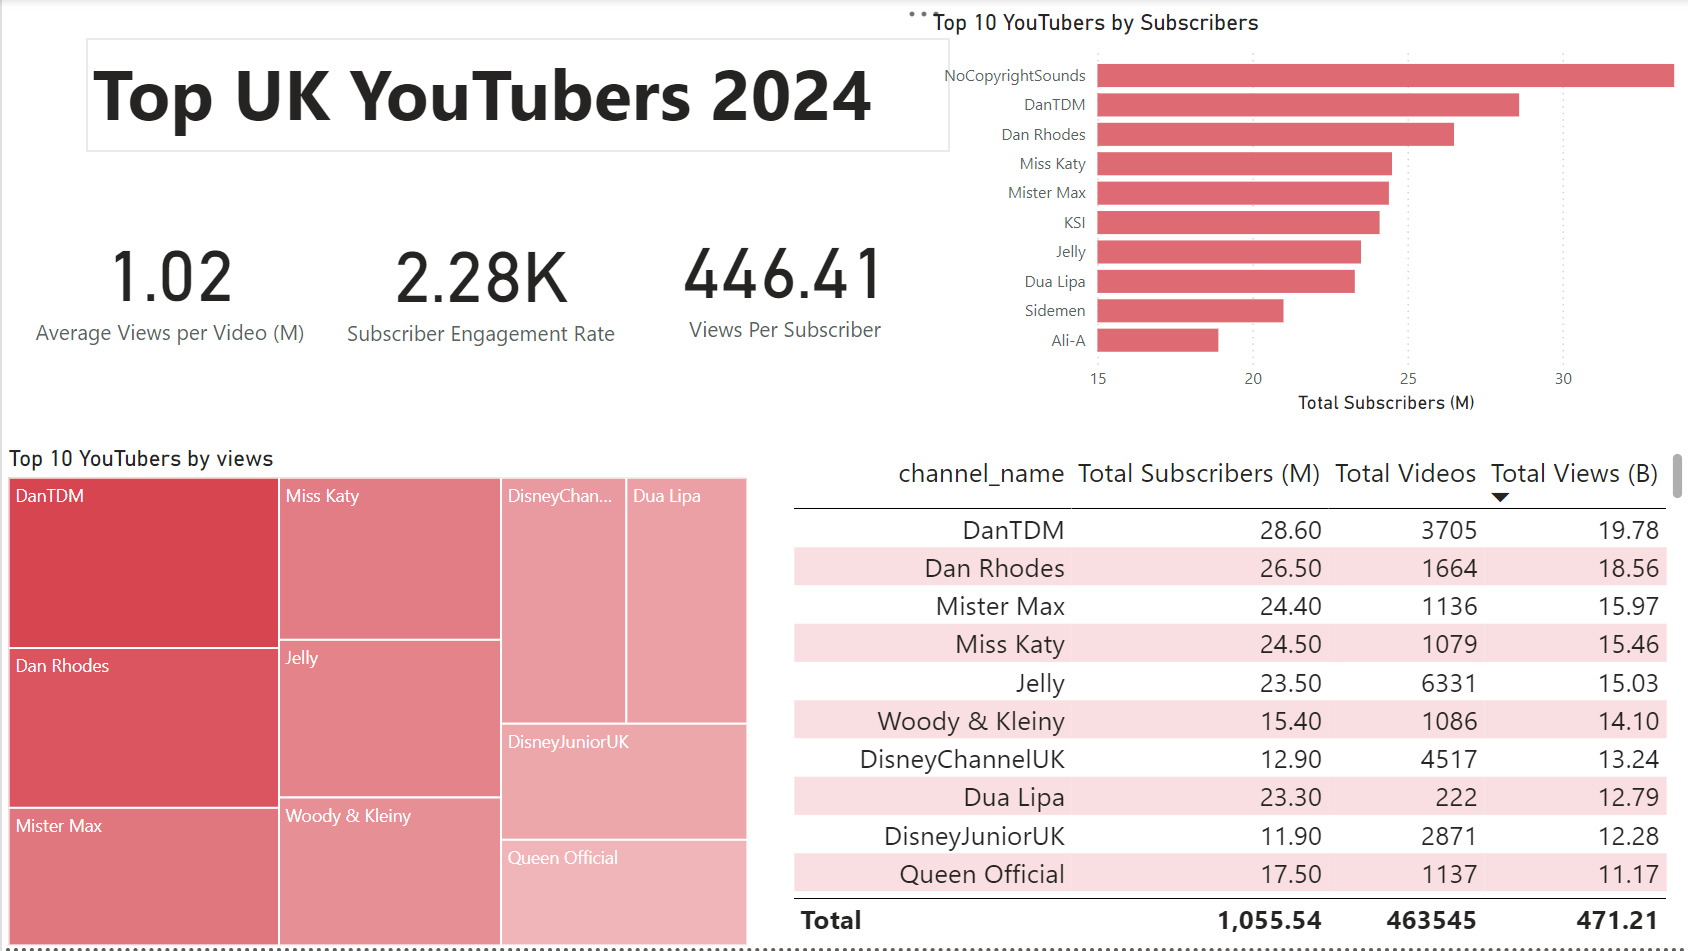 Top UK YouTubers 2024
1.02
Average Views per Video (M)
2.28K
Subscriber Engagement Rate
446.41
Views Per Subscriber
Top 10 YouTubers by Subscribers
NoCopyrightSounds
DanTDM
Dan Rhodes
Miss Katy
Mister Max
KSI
Jelly
Dua Lipa
Sidemen
Ali-A
15 20 25 30
Total Subscribers (M)
Top 10 YouTubers by views
DanTDM
Dan Rhodes
Mister Max
Miss Katy
Jelly
Woody & Kleiny
DisneyChan...
Dua Lipa
DisneyJuniorUK
Queen Official
channel_name Total Subscribers (M) Total Videos Total Views (B)
DanTDM 28.60 3705 19.78
Dan Rhodes 26.50 1664 18.56
Mister Max 24.40 1136 15.97
Miss Katy 24.50 1079 15.46
Jelly 23.50 6331 15.03
Woody & Kleiny 15.40 1086 14.10
DisneyChannelUK 12.90 4517 13.24
Dua Lipa 23.30 222 12.79
DisneyJuniorUK 11.90 2871 12.28
Queen Official 17.50 1137 11.17
Total 1,055.54 463545 471.21